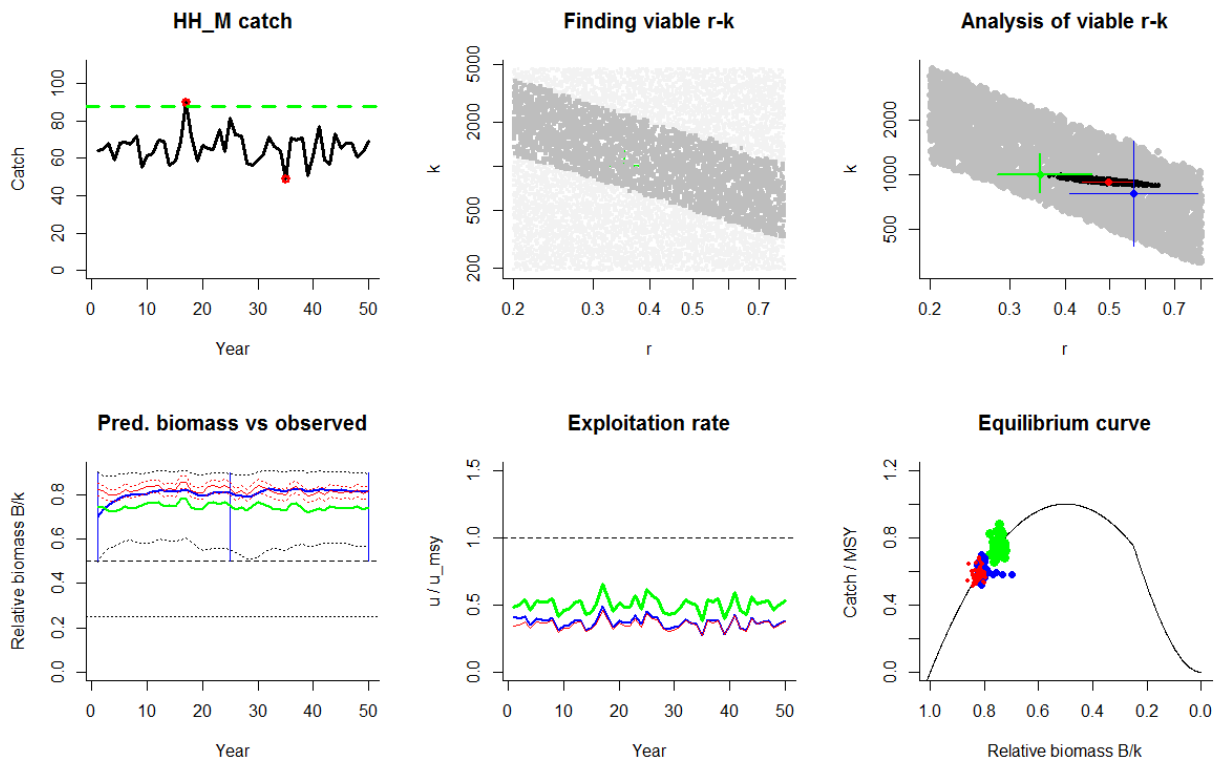 HH_M catch
Catch
0 20 40 60 80 100
0 10 20 30 40 50
Year
Finding viable r-k
k
200 500 1000 2000 5000
0.2 0.3 0.4 0.5 0.7
r
Analysis of viable r-k
k
500 1000 2000
0.2 0.3 0.4 0.5 0.7
r
Pred. biomass vs observed
Relative biomass B/k
0.0 0.2 0.4 0.6 0.8
0 10 20 30 40 50
Year
Exploitation rate
u / u_msy
0.0 0.5 1.0 1.5
0 10 20 30 40 50
Year
Equilibrium curve
Catch / MSY
0.0 0.4 0.8 1.2
1.0 0.8 0.6 0.4 0.2 0.0
Relative biomass B/k